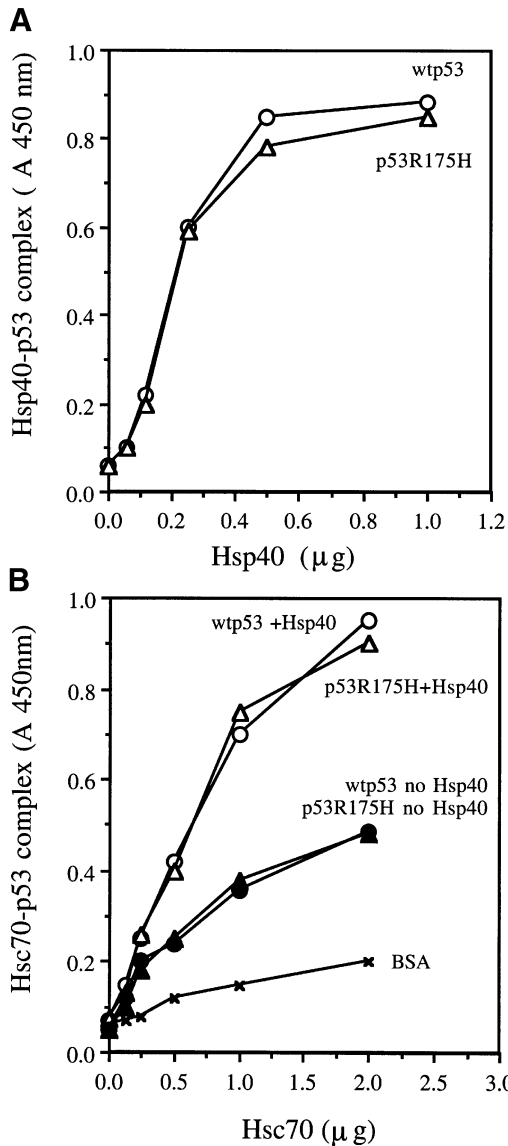 A
Hsp40-p53 complex ( A 450 nm)
1.0
0.8
0.6
0.4
0.2
0.0
wtp53
p53R175H
0.0 0.2 0.4 0.6 0.8 1.0 1.2
Hsp40 (μg)
B
Hsc70-p53 complex (A 450nm)
1.0
0.8
0.6
0.4
0.2
0.0
wtp53 +Hsp40
p53R175H+Hsp40
wtp53 no Hsp40
p53R175H no Hsp40
BSA
0.0 0.5 1.0 1.5 2.0 2.5 3.0
Hsc70 (μg)